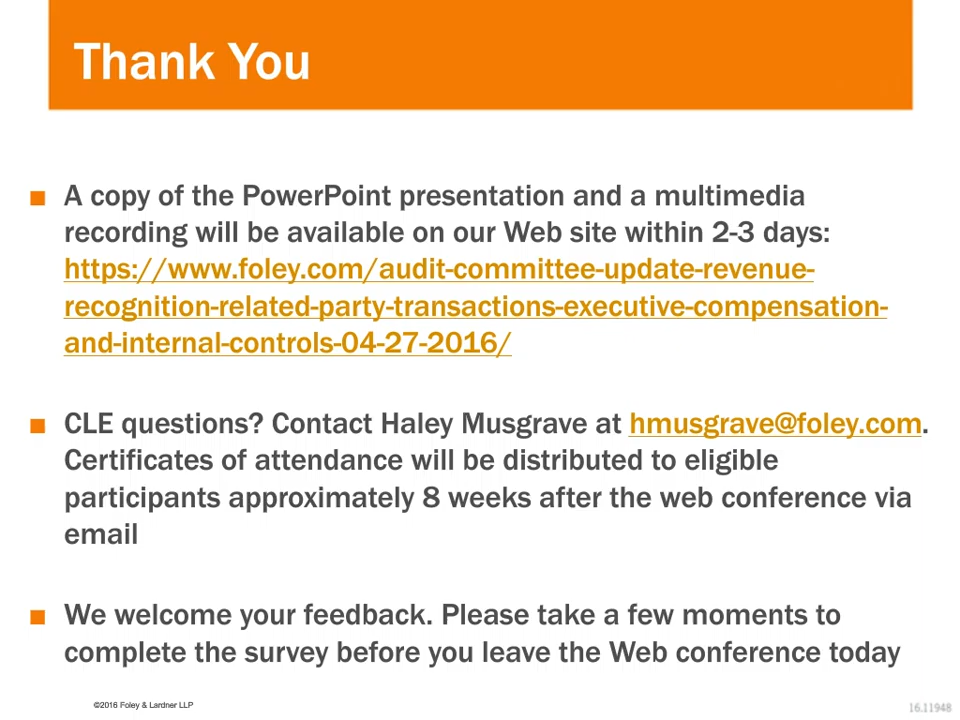 Thank You
■ A copy of the PowerPoint presentation and a multimedia
recording will be available on our Web site within 2-3 days:
https://www.foley.com/audit-committee-update-revenue-
recognition-related-party-transactions-executive-compensation-
and-internal-controls-04-27-2016/
■ CLE questions? Contact Haley Musgrave at hmusgrave@foley.com.
Certificates of attendance will be distributed to eligible
participants approximately 8 weeks after the web conference via
email
■ We welcome your feedback. Please take a few moments to
complete the survey before you leave the Web conference today
©2016 Foley & Lardner LLP
16.11948